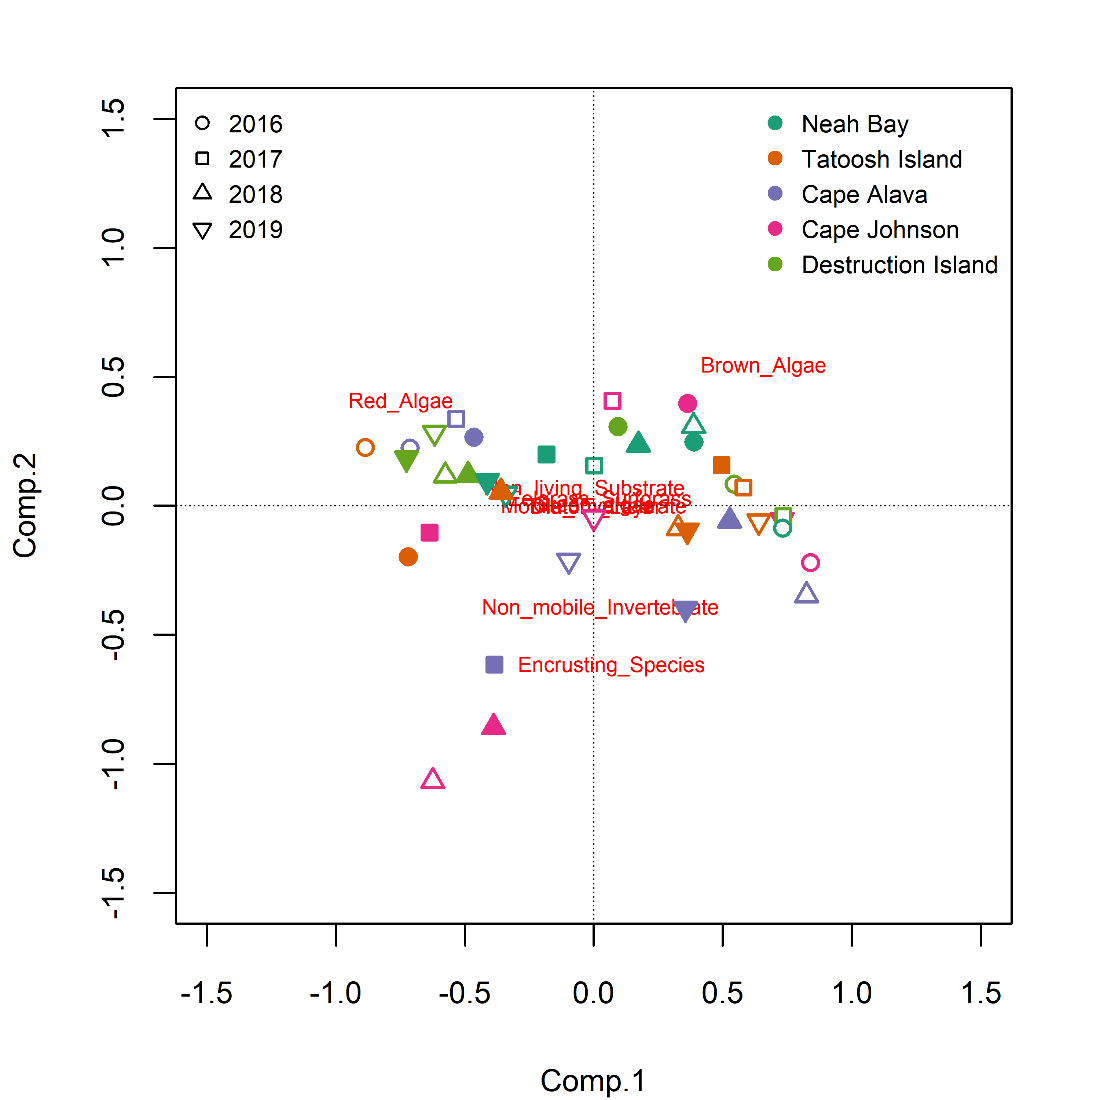 2016
2017
2018
2019
Neah Bay
Tatoosh Island
Cape Alava
Cape Johnson
Destruction Island
1.5
1.0
0.5
0.0
-0.5
-1.0
-1.5
Comp.2
Brown_Algae
Red_Algae
living_Substrate
Non_mobile_Invertebrate
Encrusting_Species
-1.5
-1.0
-0.5
0.0
0.5
1.0
1.5
Comp.1